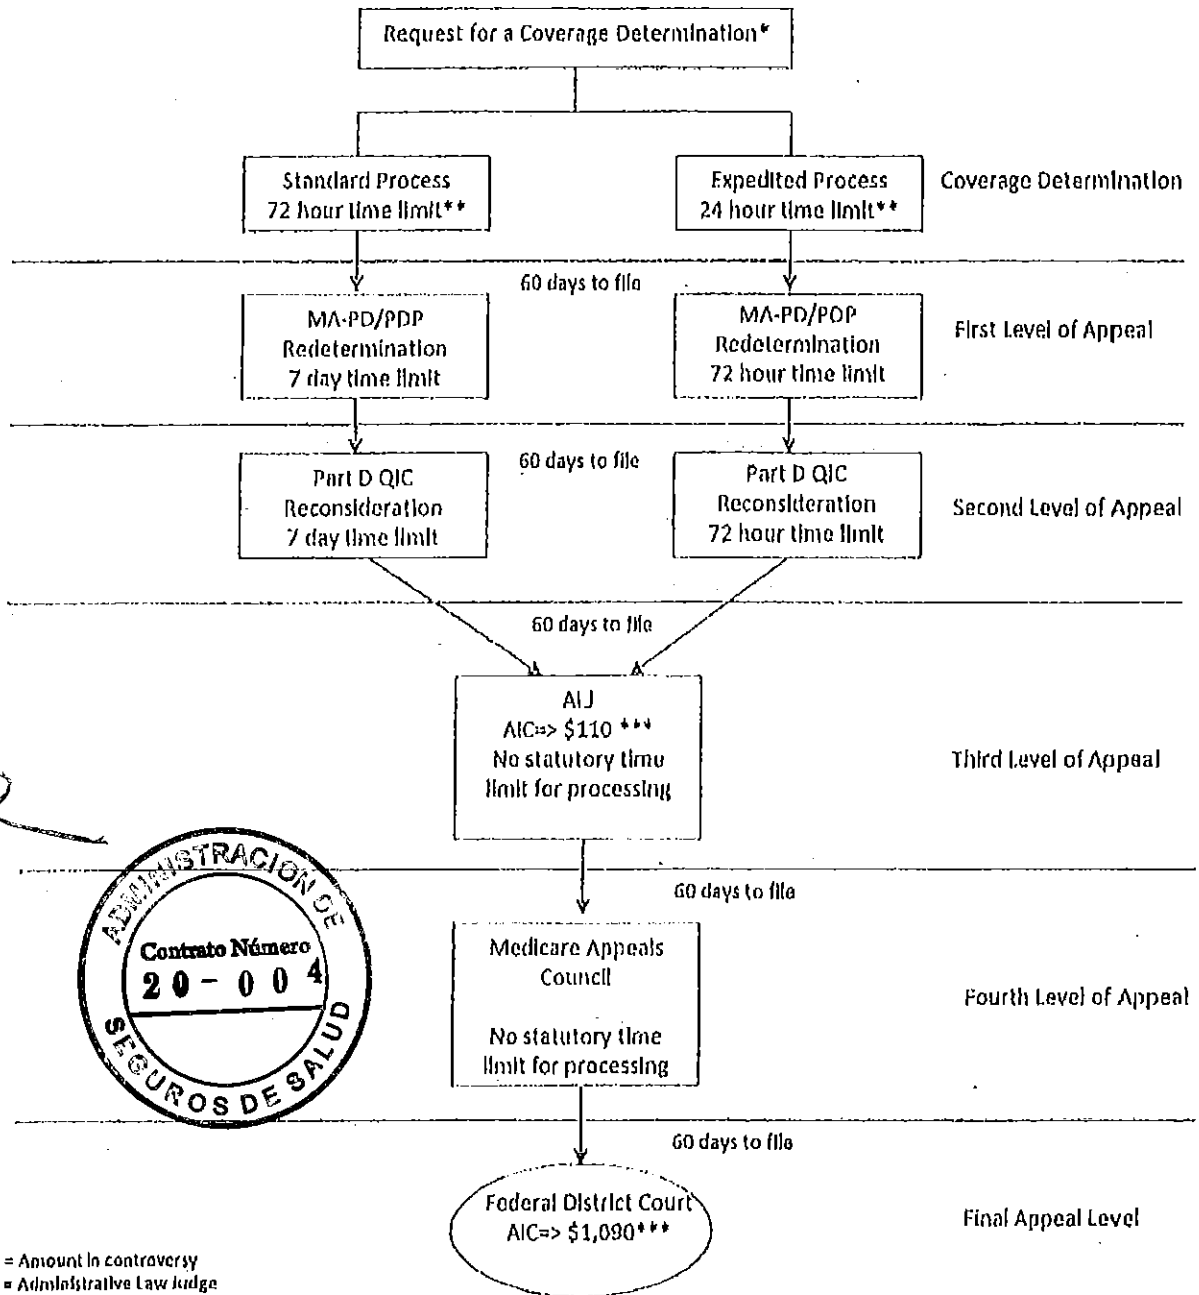 Request for a Coverage Determination*
Standard Process
72 hour time limit**
Expedited Process
24 hour time limit**
Coverage Determination
60 days to file
MA-PD/PDP
Redetermination
7 day time limit
MA-PD/PDP
Redetermination
72 hour time limit
First Level of Appeal
60 days to file
Part D QIC
Reconsideration
7 day time limit
Part D QIC
Reconsideration
72 hour time limit
Second Level of Appeal
60 days to file
ALJ
AIC=> $110 ***
No statutory time
limit for processing
Third Level of Appeal
ADMINISTRACION DE
Contrato Número
20-004
SEGUROS DE SALUD
60 days to file
Medicare Appeals
Council
No statutory time
limit for processing
Fourth Level of Appeal
60 days to file
Federal District Court
AIC=> $1,090***
Final Appeal Level
= Amount in controversy
= Administrative Law Judge